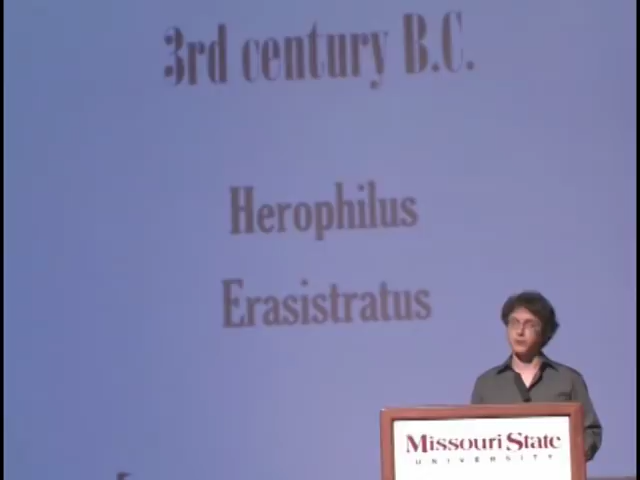 3rd century B.C.
Herophilus
Erasistratus
Missouri State
UNIVERSITY